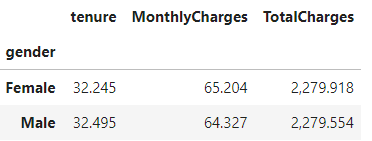 tenure MonthlyCharges TotalCharges
gender
Female 32.245 65.204 2,279.918
Male 32.495 64.327 2,279.554